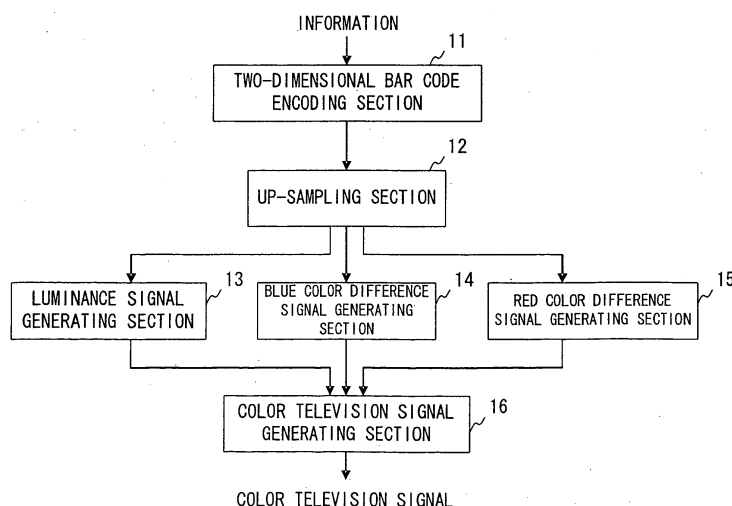 INFORMATION
11
TWO-DIMENSIONAL BAR CODE
ENCODING SECTION
12
UP-SAMPLING SECTION
13
LUMINANCE SIGNAL
GENERATING SECTION
14
BLUE COLOR DIFFERENCE
SIGNAL GENERATING
SECTION
15
RED COLOR DIFFERENCE
SIGNAL GENERATING SECTION
16
COLOR TELEVISION SIGNAL
GENERATING SECTION
COLOR TELEVISION SIGNAL